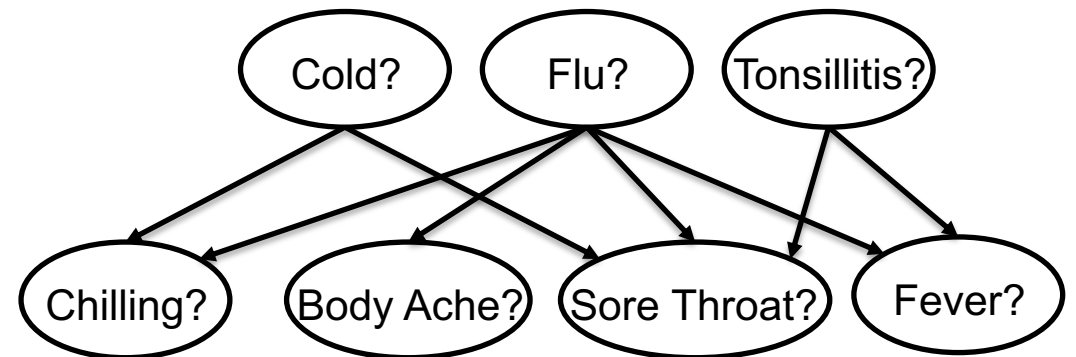 Cold?
Flu?
Tonsillitis?
Chilling?
Body Ache?
Sore Throat?
Fever?